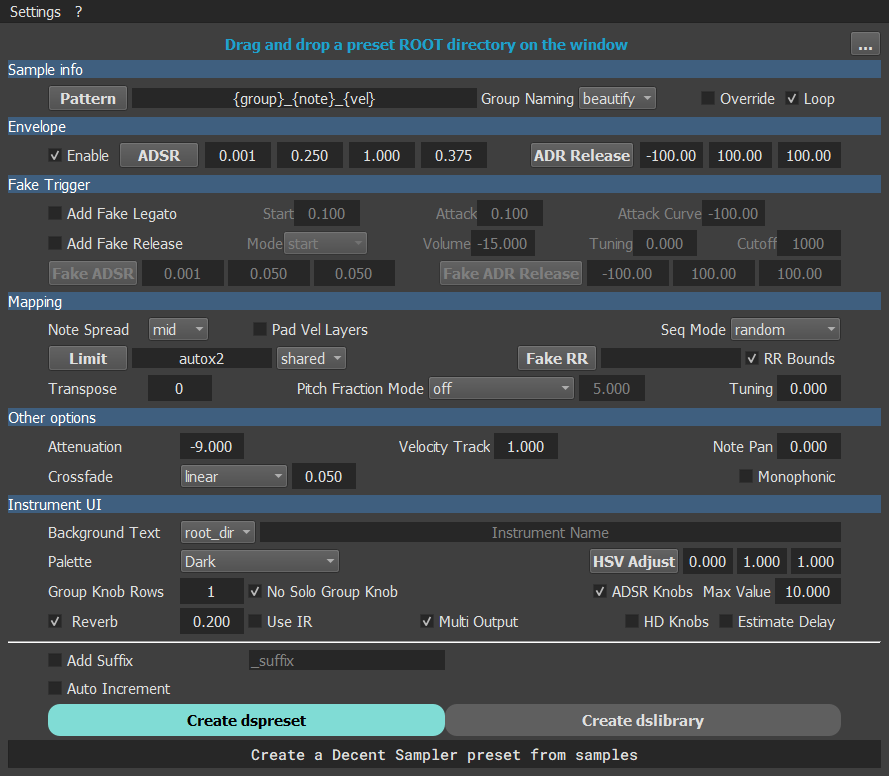 Settings ?
Drag and drop a preset ROOT directory on the window ...
Sample info
Pattern {group}_{note}_{vel} Group Naming beautify Override Loop
Envelope
Enable ADSR 0.001 0.250 1.000 0.375 ADR Release -100.00 100.00 100.00
Fake Trigger
Add Fake Legato Start 0.100 Attack 0.100 Attack Curve -100.00
Add Fake Release Mode start Volume -15.000 Tuning 0.000 Cutoff 1000
Fake ADSR 0.001 0.050 0.050 Fake ADR Release -100.00 100.00 100.00
Mapping
Note Spread mid Pad Vel Layers Seq Mode random
Limit autox2 shared Fake RR RR Bounds
Transpose 0 Pitch Fraction Mode off 5.000 Tuning 0.000
Other options
Attenuation -9.000 Velocity Track 1.000 Note Pan 0.000
Crossfade linear 0.050 Monophonic
Instrument UI
Background Text root_dir Instrument Name
Palette Dark HSV Adjust 0.000 1.000 1.000
Group Knob Rows 1 No Solo Group Knob ADSR Knobs Max Value 10.000
Reverb 0.200 Use IR Multi Output HD Knobs Estimate Delay
Add Suffix _suffix
Auto Increment
Create dspreset Create dslibrary
Create a Decent Sampler preset from samples